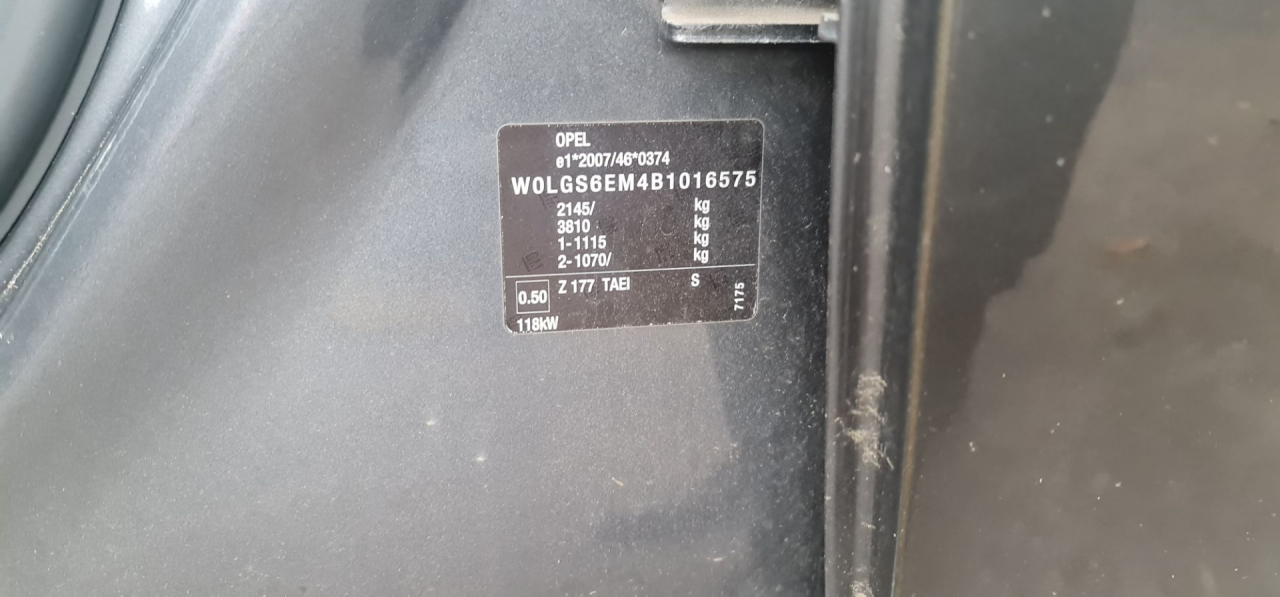 OPEL
e1*2007/46*0374
W0LGS6EM4B1016575
2145/ kg
3810 kg
1-1115 kg
2-1070/ kg
0.50 Z 177 TAEI S 7175
118kW